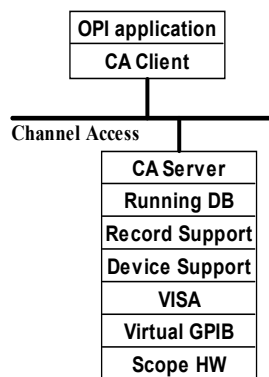 OPI application
CA Client
Channel Access
CA Server
Running DB
Record Support
Device Support
VISA
Virtual GPIB
Scope HW